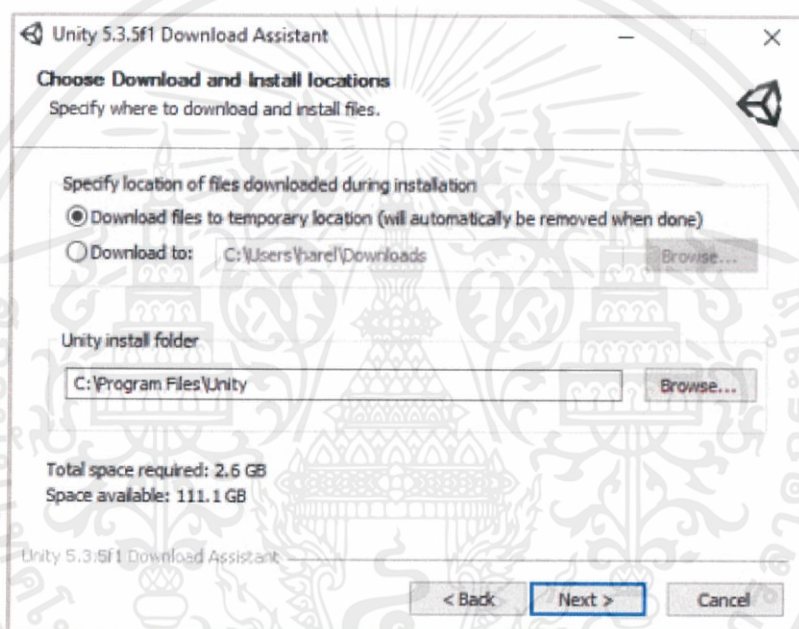 Unity 5.3.5f1 Download Assistant
Choose Download and Install locations
Specify where to download and install files.
Specify location of files downloaded during installation
Download files to temporary location (will automatically be removed when done)
Download to: C:\Users\harel\Downloads Browse...
Unity install folder
C:\Program Files\Unity Browse...
Total space required: 2.6 GB
Space available: 111.1 GB
Unity 5.3.5f1 Download Assistant
< Back Next > Cancel